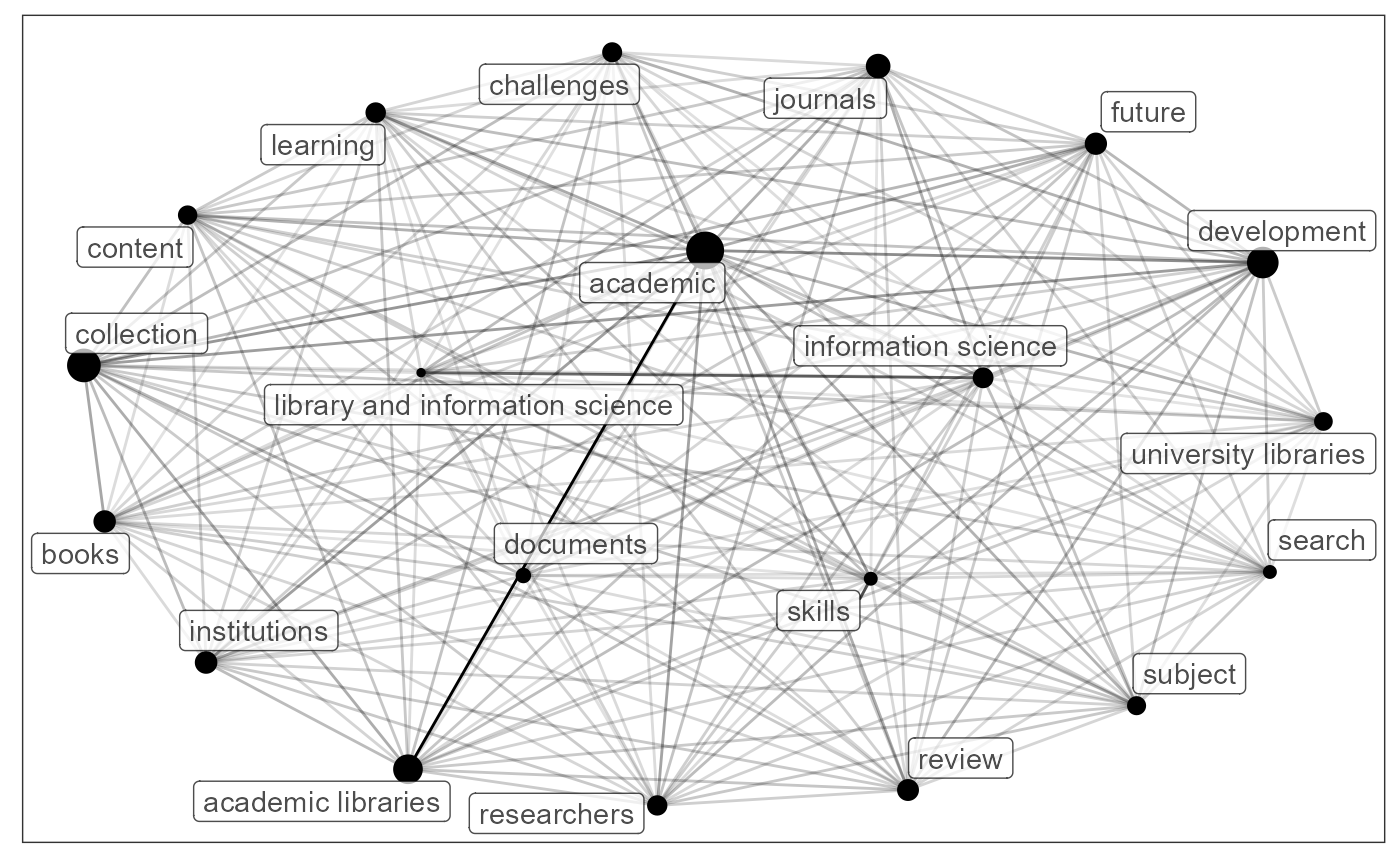 challenges
journals
future
learning
development
content
academic
collection
information science
library and information science
university libraries
documents
search
books
skills
institutions
subject
review
academic libraries
researchers